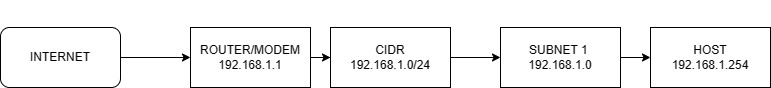 INTERNET
ROUTER/MODEM
192.168.1.1
CIDR
192.168.1.0/24
SUBNET 1
192.168.1.0
HOST
192.168.1.254